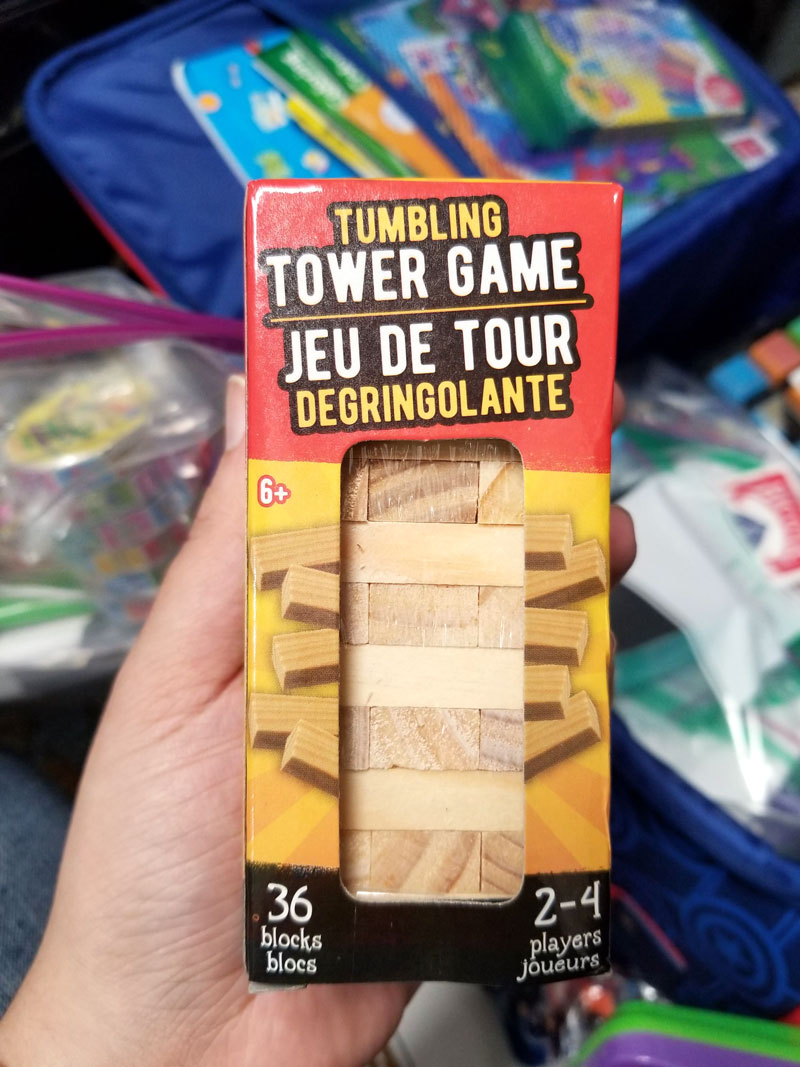 TUMBLING
TOWER GAME
JEU DE TOUR
DEGRINGOLANTE
6+
36
blocks
blocs
2-4
players
joueurs